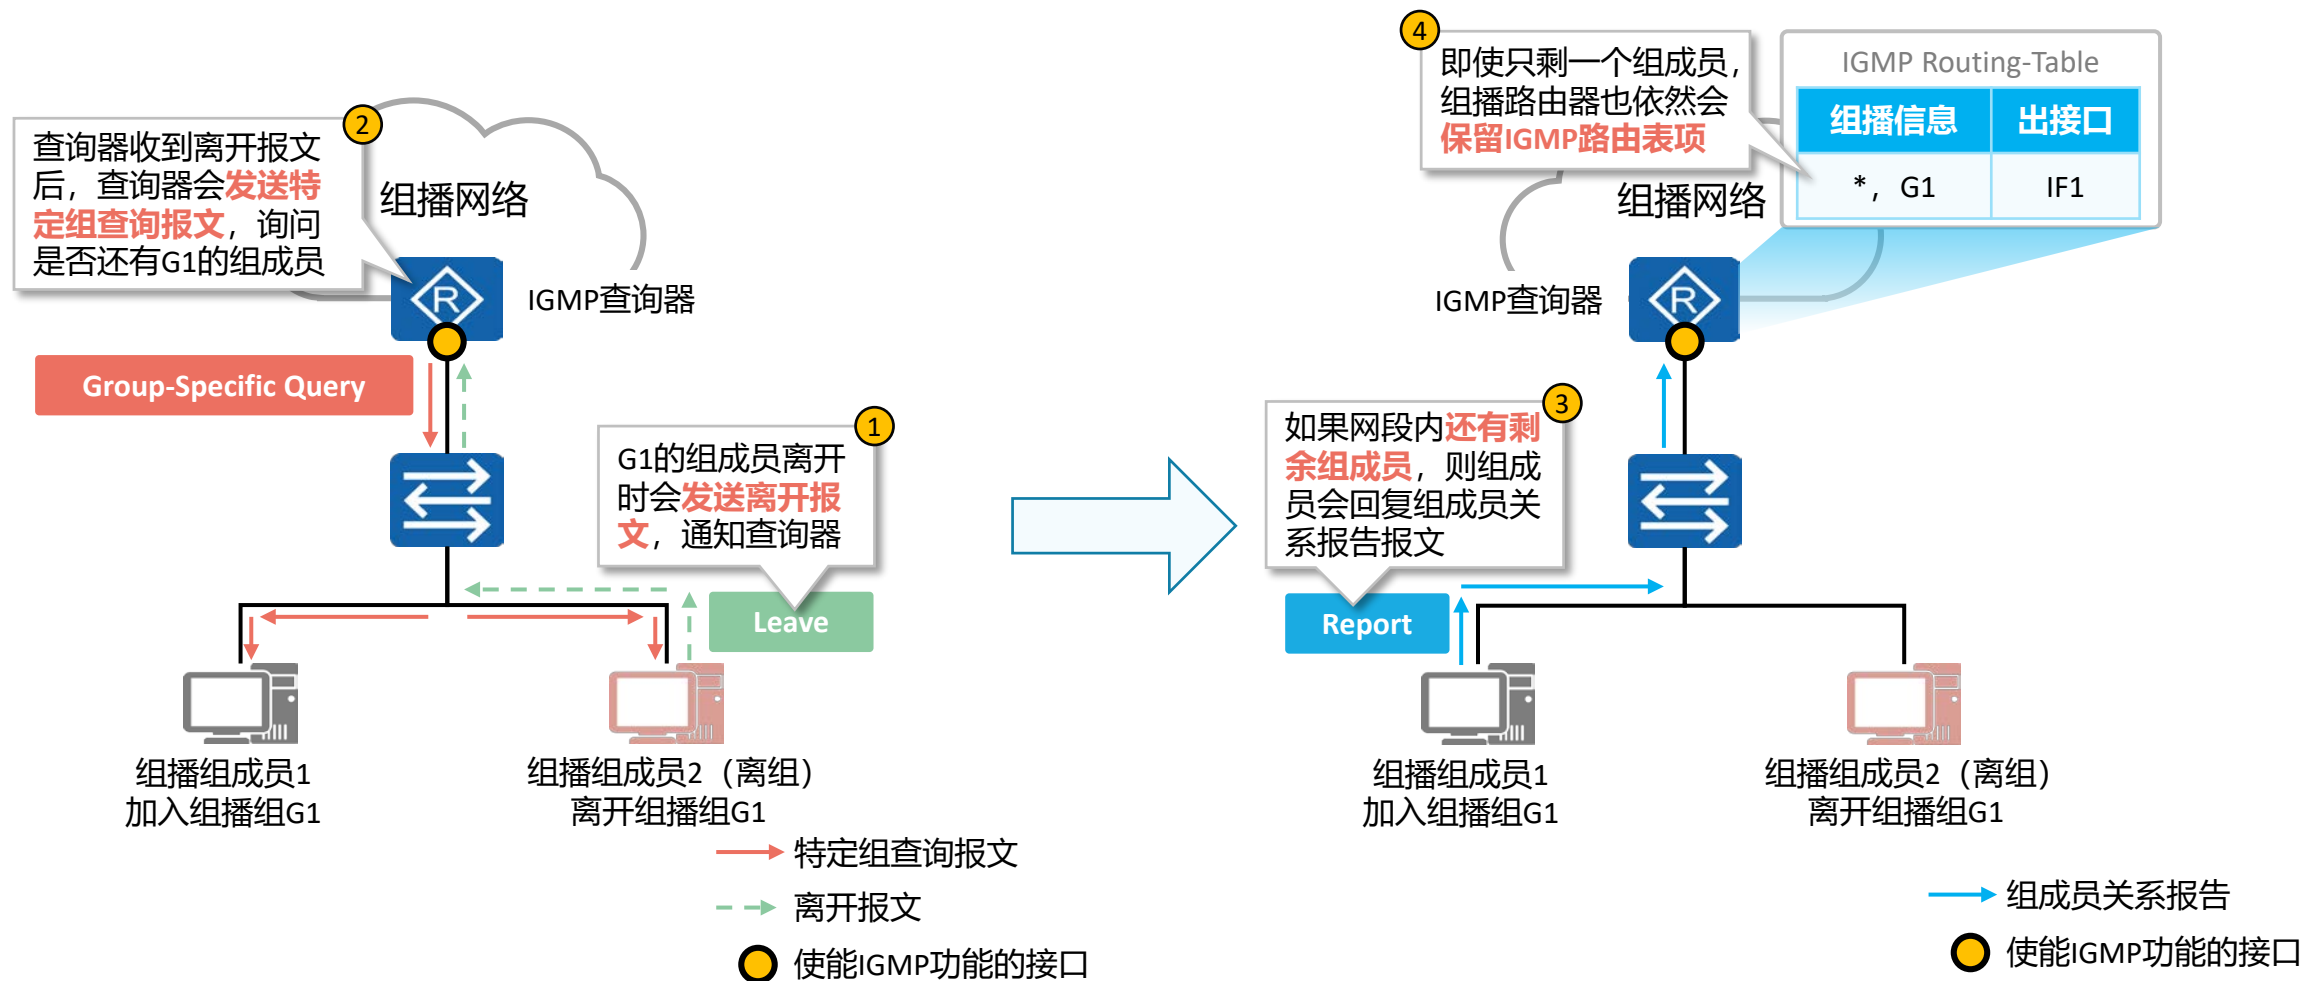 2
查询器收到离开报文
后，查询器会发送特
定组查询报文，询问
是否还有G1的组成员
组播网络
R
IGMP查询器
Group-Specific Query
1
G1的组成员离开
时会发送离开报
文，通知查询器
Leave
组播组成员1
加入组播组G1
组播组成员2（离组）
离开组播组G1
特定组查询报文
离开报文
使能IGMP功能的接口
4
即使只剩一个组成员，
组播路由器也依然会
保留IGMP路由表项
IGMP Routing-Table
组播信息 出接口
*，G1 IF1
组播网络
IGMP查询器
R
3
如果网段内还有剩
余组成员，则组成
员会回复组成员关
系报告报文
Report
组播组成员1
加入组播组G1
组播组成员2（离组）
离开组播组G1
组成员关系报告
使能IGMP功能的接口